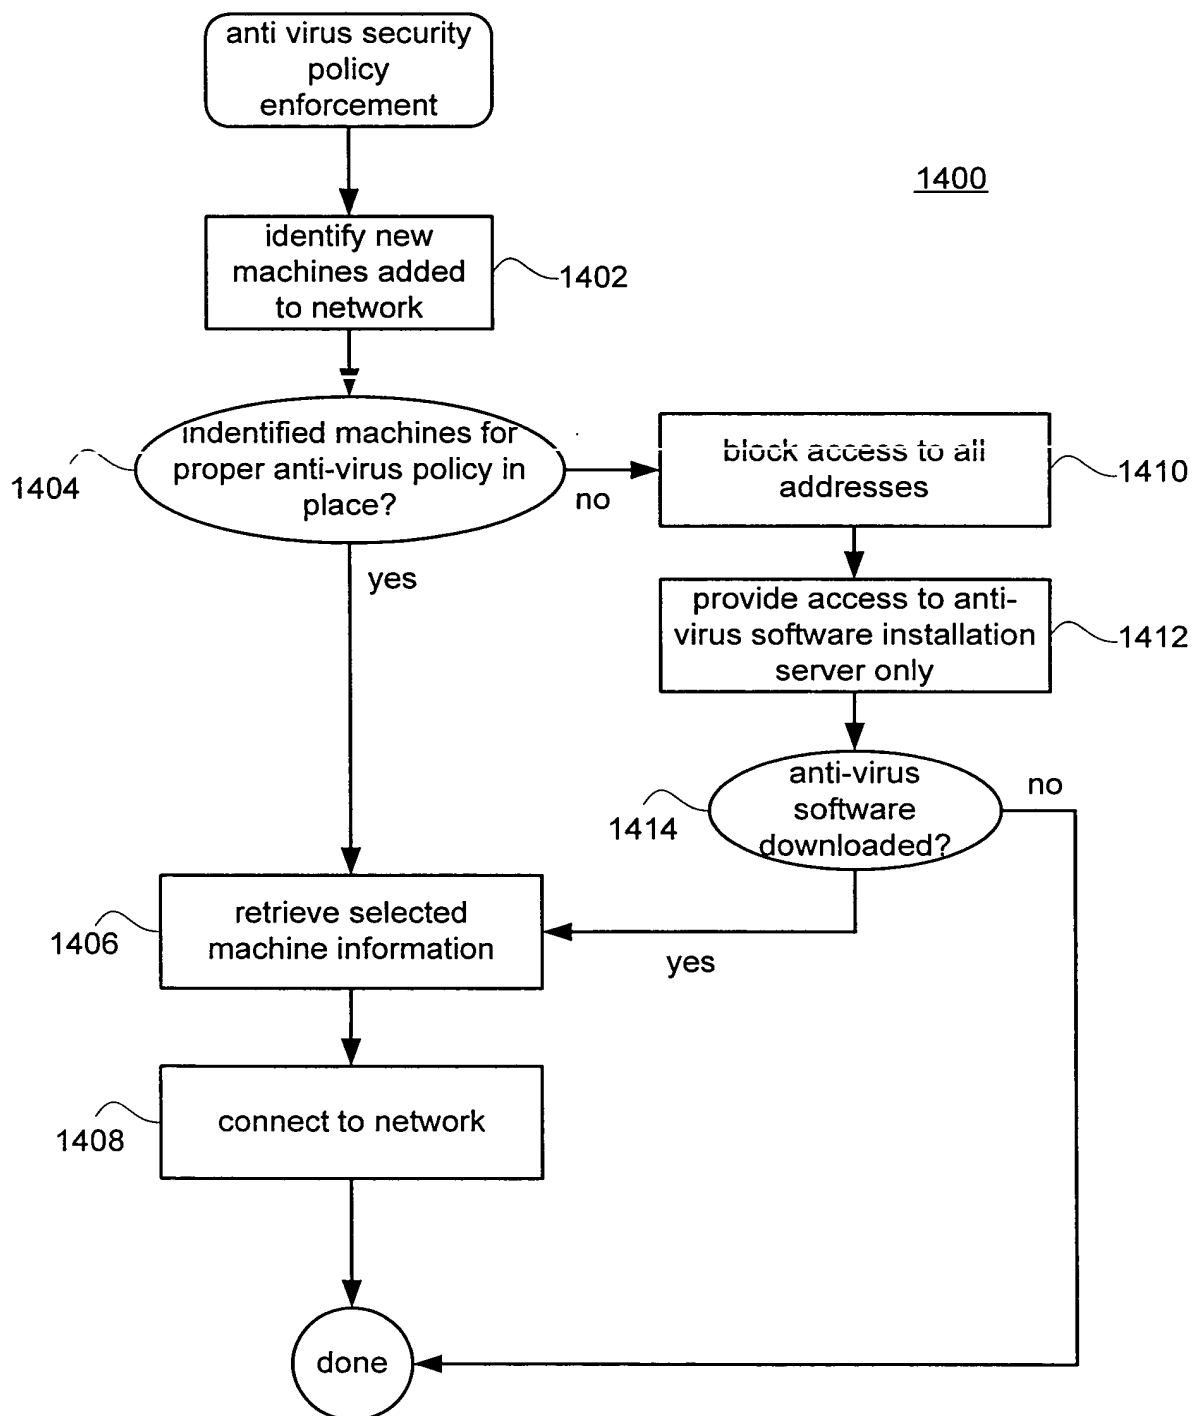 anti virus security
policy
enforcement
1400
identify new
machines added
to network
1402
indentified machines for
proper anti-virus policy in
place?
1404
no
yes
block access to all
addresses
1410
provide access to anti-
virus software installation
server only
1412
anti-virus
software
downloaded?
1414
no
yes
retrieve selected
machine information
1406
connect to network
1408
done